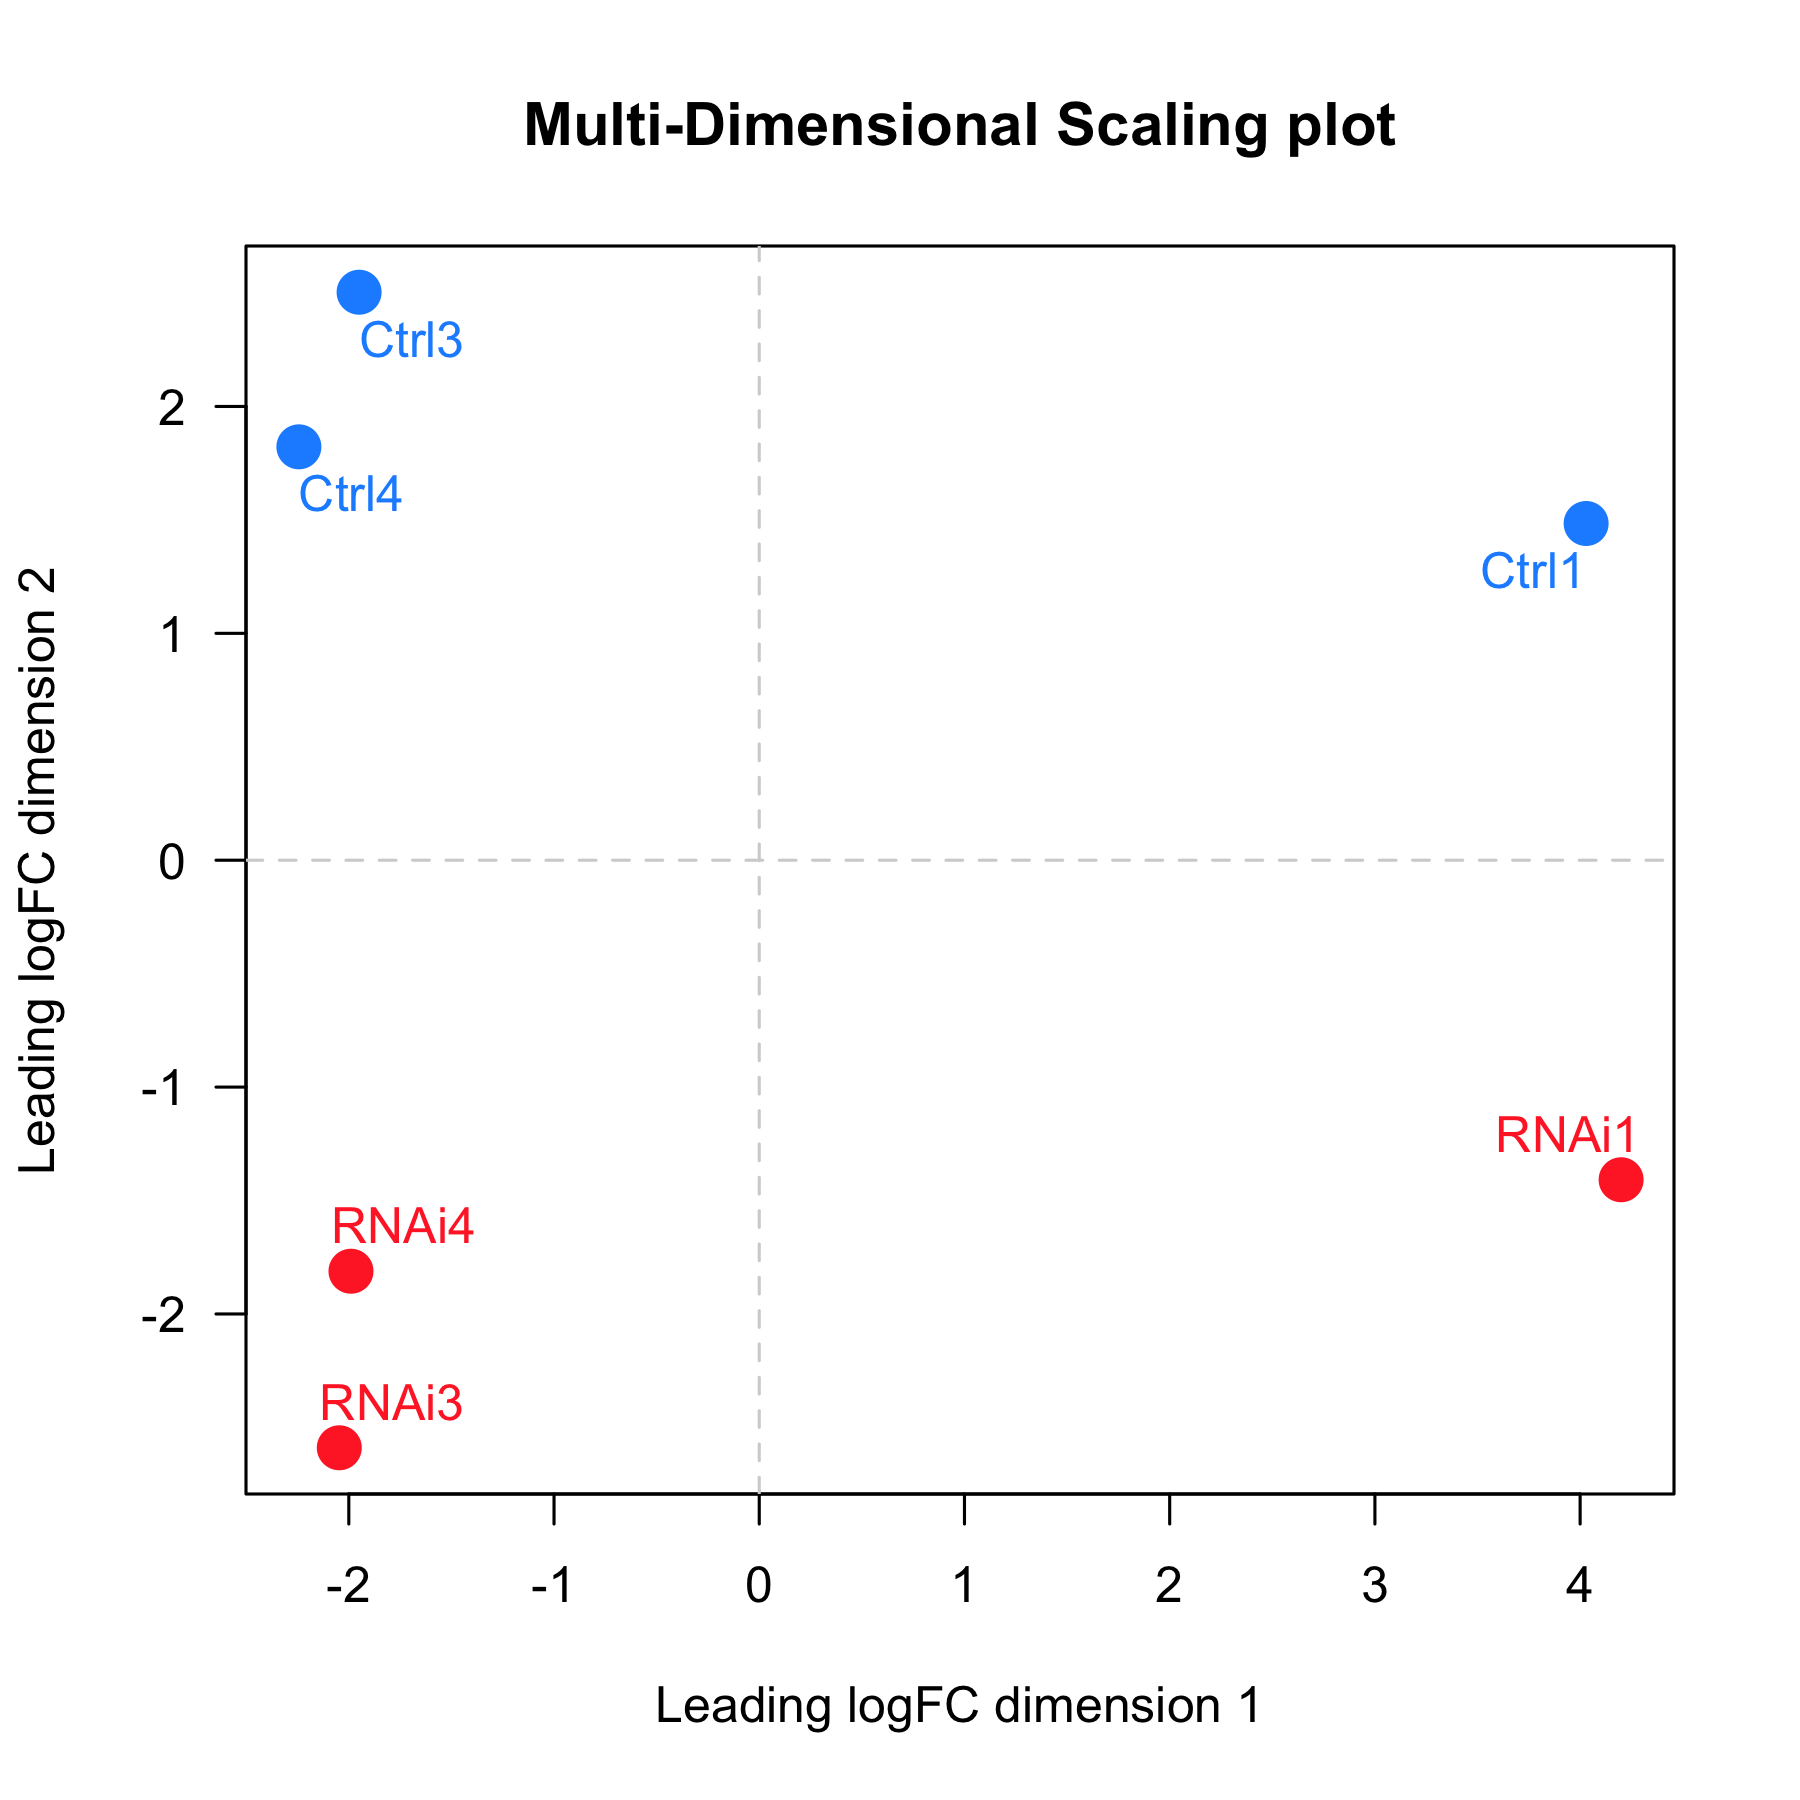 Multi-Dimensional Scaling plot
Ctrl3
2
Ctrl4
Ctrl1
1
Leading logFC dimension 2
0
-1
RNAi1
RNAi4
-2
RNAi3
-2 -1 0 1 2 3 4
Leading logFC dimension 1